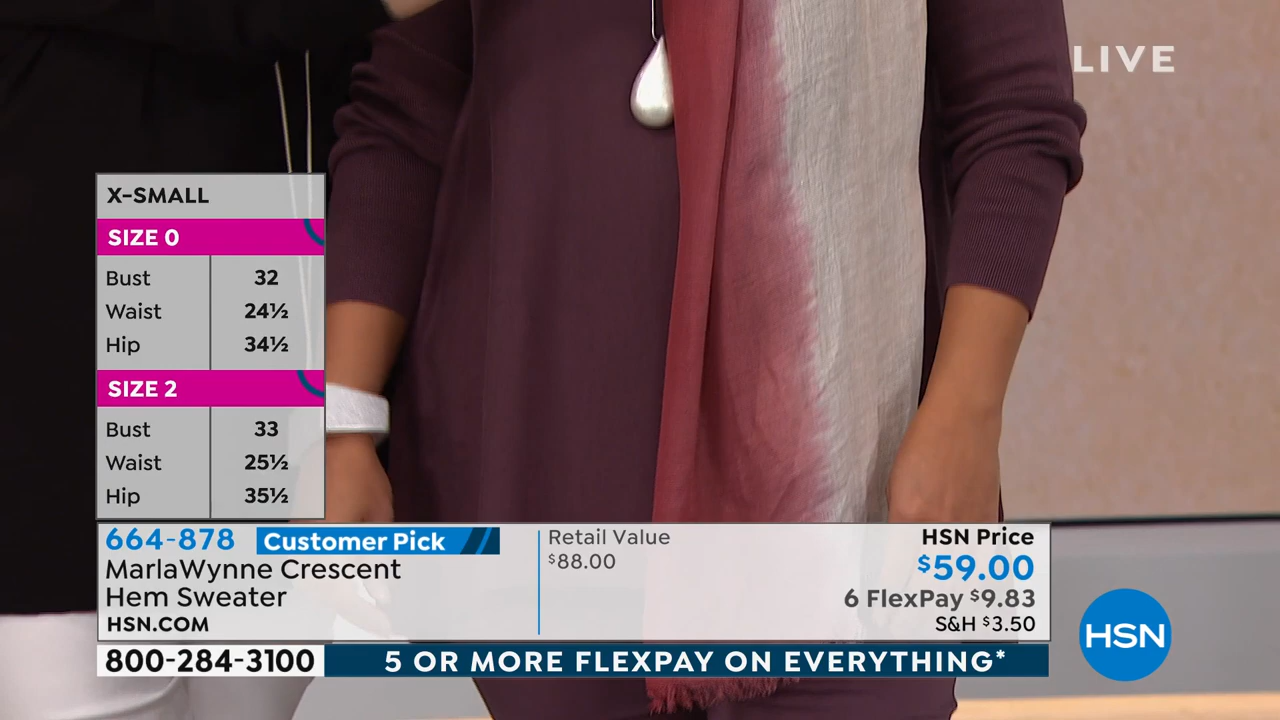 LIVE
X-SMALL
SIZE 0
Bust 32
Waist 24½
Hip 34½
SIZE 2
Bust 33
Waist 25½
Hip 35½
664-878 Customer Pick
MarlaWynne Crescent
Hem Sweater
HSN.COM
Retail Value
$88.00
HSN Price
$59.00
6 FlexPay $9.83
S&H $3.50
HSN
800-284-3100 5 OR MORE FLEXPAY ON EVERYTHING*